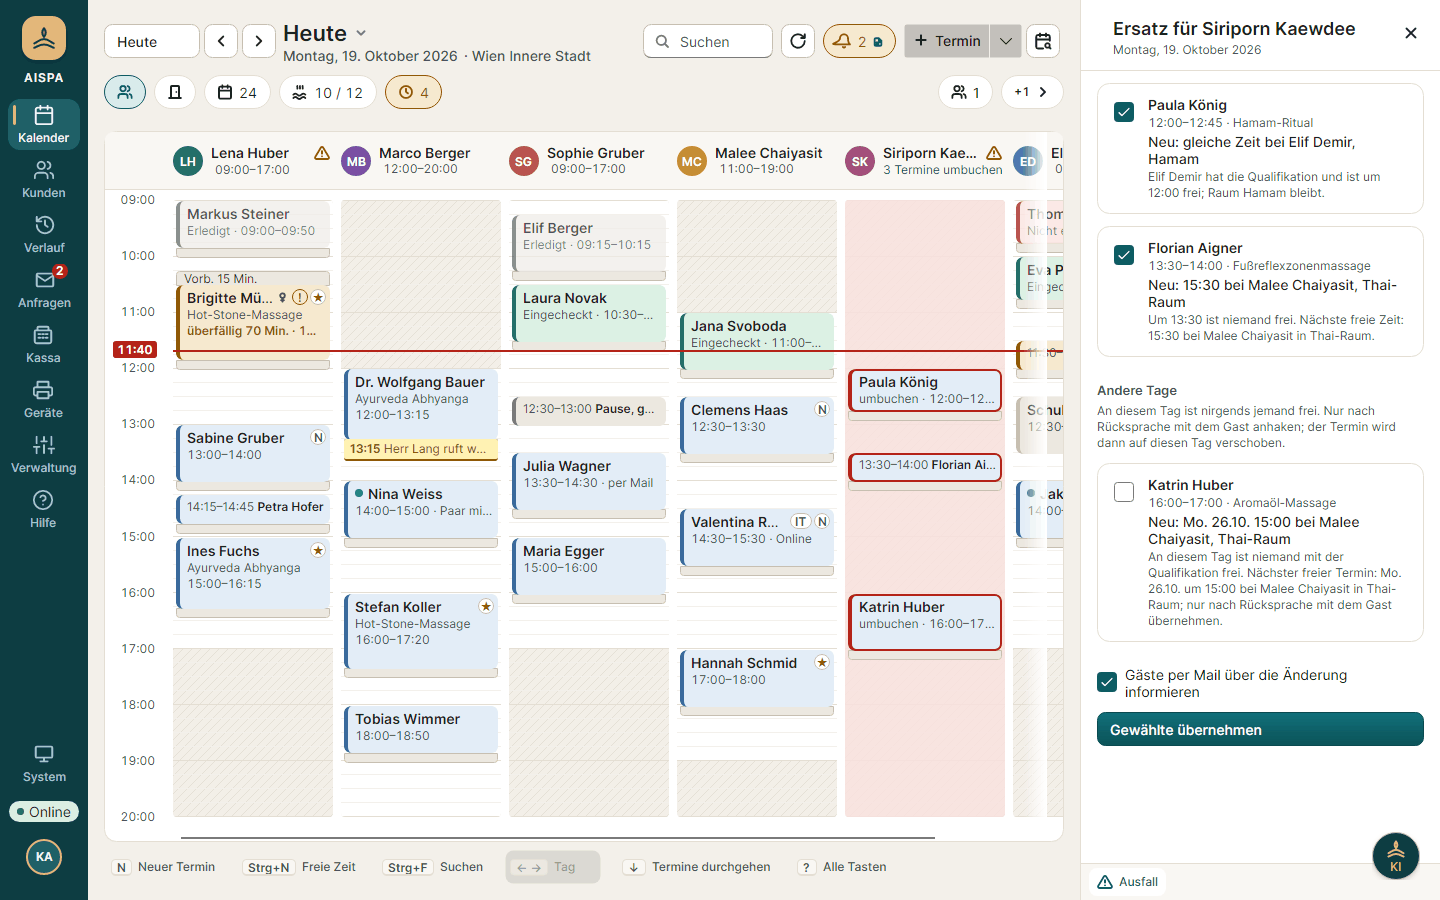 AISPA
Kalender
Kunden
Verlauf
2
Anfragen
Kassa
Geräte
Verwaltung
Hilfe
System
Online
KA
Heute
Heute
Montag, 19. Oktober 2026 · Wien Innere Stadt
Suchen
2
Termin
24
10 / 12
4
1
+1
LH
Lena Huber
09:00–17:00
MB
Marco Berger
12:00–20:00
SG
Sophie Gruber
09:00–17:00
MC
Malee Chaiyasit
11:00–19:00
SK
Siriporn Kae...
3 Termine umbuchen
ED
09:00
10:00
11:00
11:40
12:00
13:00
14:00
15:00
16:00
17:00
18:00
19:00
20:00
Markus Steiner
Erledigt · 09:00–09:50
Vorb. 15 Min.
Brigitte Mü...
Hot-Stone-Massage
überfällig 70 Min. · 1...
Sabine Gruber
N
13:00–14:00
14:15–14:45 Petra Hofer
Ines Fuchs
Ayurveda Abhyanga
15:00–16:15
Dr. Wolfgang Bauer
Ayurveda Abhyanga
12:00–13:15
13:15 Herr Lang ruft w...
Nina Weiss
14:00–15:00 · Paar mi...
Stefan Koller
Hot-Stone-Massage
16:00–17:20
Tobias Wimmer
18:00–18:50
Elif Berger
Erledigt · 09:15–10:15
Laura Novak
Eingecheckt · 10:30–...
12:30–13:00 Pause, g...
Julia Wagner
13:30–14:30 · per Mail
Maria Egger
15:00–16:00
Jana Svoboda
Eingecheckt · 11:00–...
Clemens Haas
N
12:30–13:30
Valentina R...
IT
N
14:30–15:30 · Online
Hannah Schmid
17:00–18:00
Paula König
umbuchen · 12:00–12...
13:30–14:00 Florian Ai...
Katrin Huber
umbuchen · 16:00–17...
N
Neuer Termin
Strg+N
Freie Zeit
Strg+F
Suchen
← →
Tag
↓
Termine durchgehen
?
Alle Tasten
Ersatz für Siriporn Kaewdee
Montag, 19. Oktober 2026
Paula König
12:00–12:45 · Hamam-Ritual
Neu: gleiche Zeit bei Elif Demir,
Hamam
Elif Demir hat die Qualifikation und ist um
12:00 frei; Raum Hamam bleibt.
Florian Aigner
13:30–14:00 · Fußreflexzonenmassage
Neu: 15:30 bei Malee Chaiyasit, Thai-
Raum
Um 13:30 ist niemand frei. Nächste freie Zeit:
15:30 bei Malee Chaiyasit in Thai-Raum.
Andere Tage
An diesem Tag ist nirgends jemand frei. Nur nach
Rücksprache mit dem Gast anhaken; der Termin wird
dann auf diesen Tag verschoben.
Katrin Huber
16:00–17:00 · Aromaöl-Massage
Neu: Mo. 26.10. 15:00 bei Malee
Chaiyasit, Thai-Raum
An diesem Tag ist niemand mit der
Qualifikation frei. Nächster freier Termin: Mo.
26.10. um 15:00 bei Malee Chaiyasit in Thai-
Raum; nur nach Rücksprache mit dem Gast
übernehmen.
Gäste per Mail über die Änderung
informieren
Gewählte übernehmen
KI
Ausfall